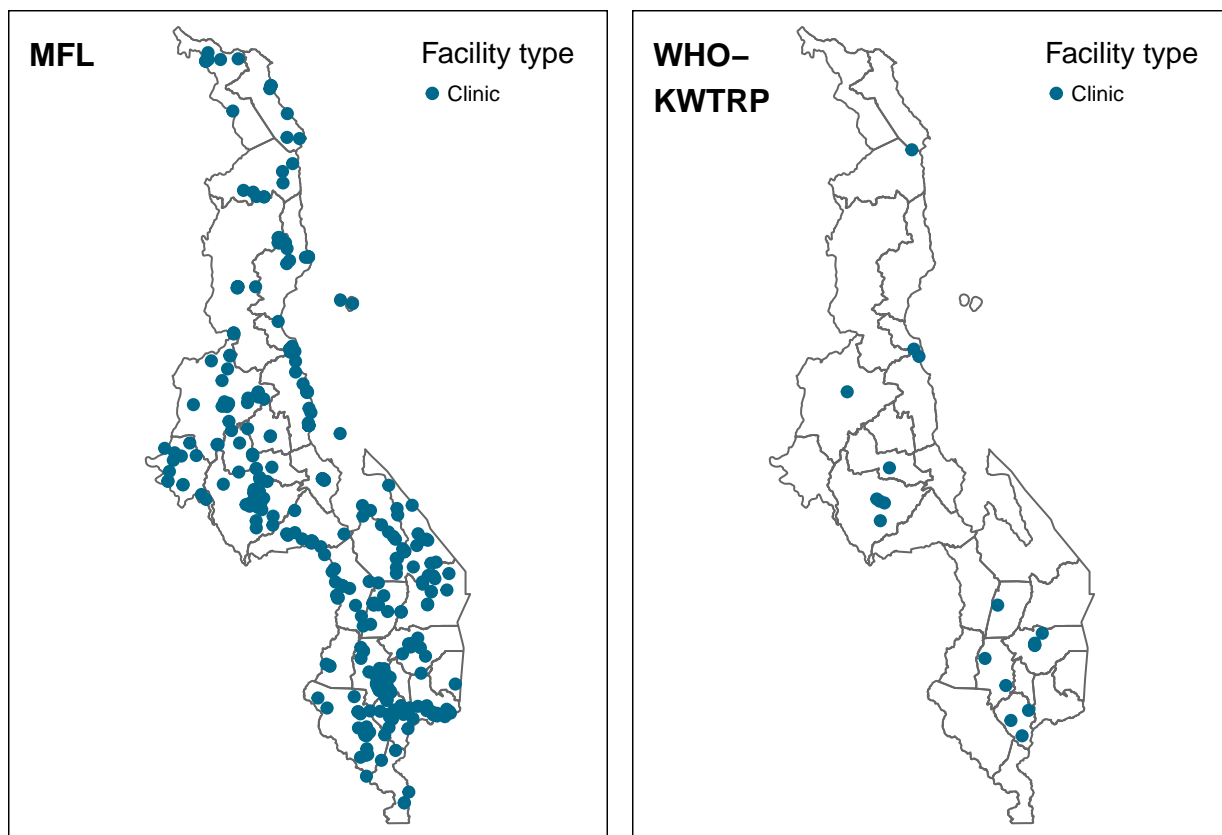 MFL
Facility type
Clinic
WHO–
KWTRP
Facility type
Clinic